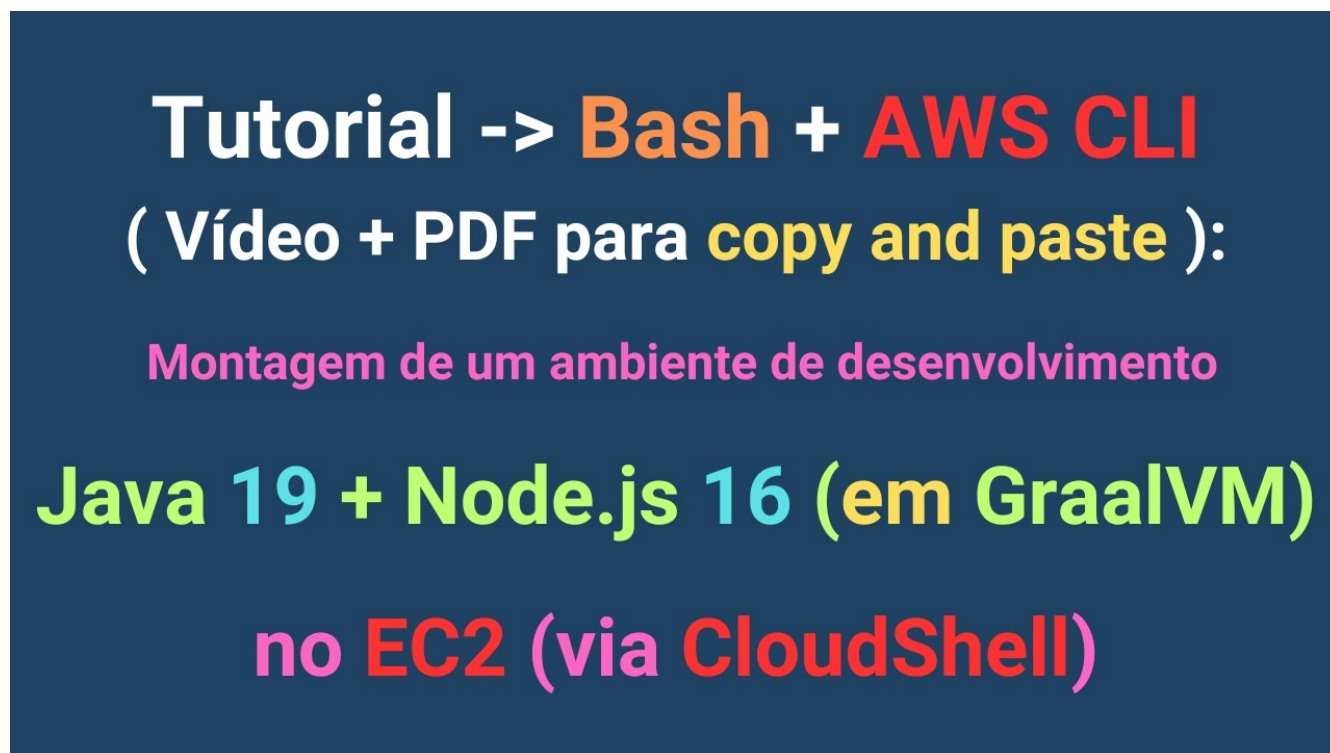 Tutorial -> Bash + AWS CLI
( Vídeo + PDF para copy and paste ):
Montagem de um ambiente de desenvolvimento
Java 19 + Node.js 16 (em GraalVM)
no EC2 (via CloudShell)